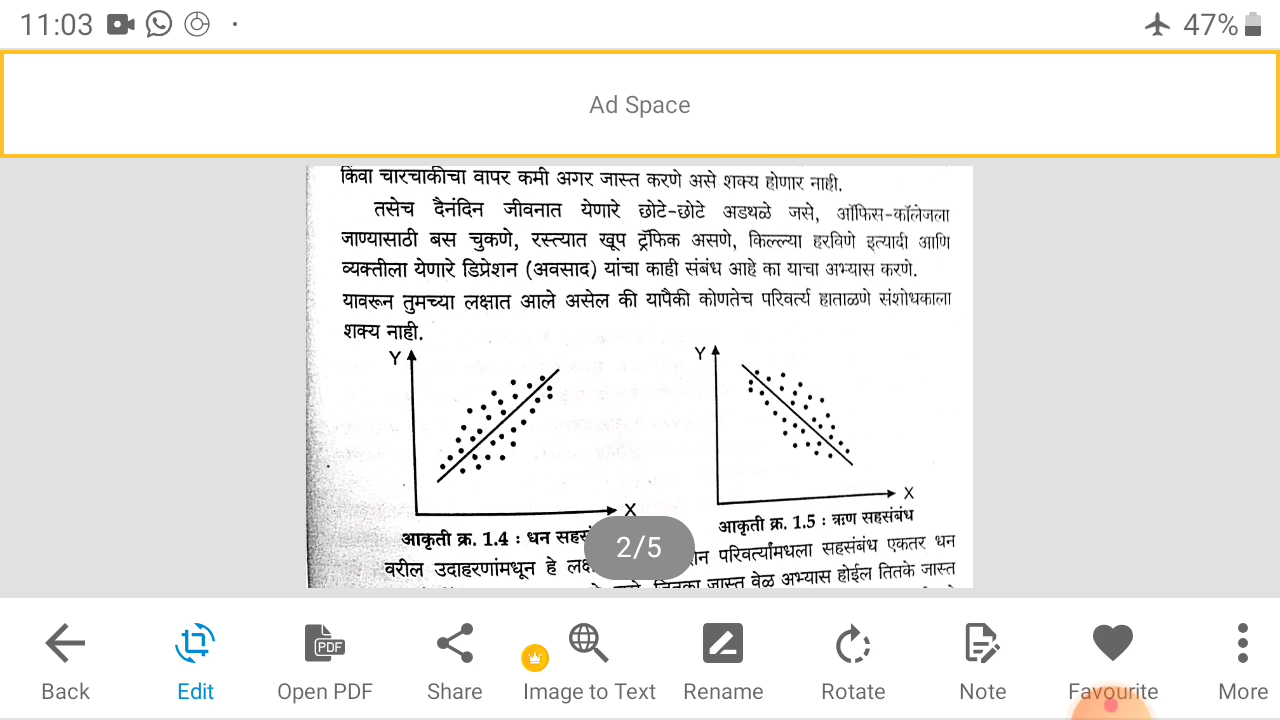 11:03
47%
Ad Space
किंवा चारचाकीचा वापर कमी अगर जास्त करणे असे शक्य होणार नाही.
तसेच दैनंदिन जीवनात येणारे छोटे-छोटे अडथळे जसे, ऑफिस-कॉलेजला
जाण्यासाठी बस चुकणे, रस्त्यात खूप ट्रॅफिक असणे, किल्ल्या हरविणे इत्यादी आणि
व्यक्तीला येणारे डिप्रेशन (अवसाद) यांचा काही संबंध आहे का याचा अभ्यास करणे.
यावरून तुमच्या लक्षात आले असेल की यापैकी कोणतेच परिवर्त्य हाताळणे संशोधकाला
शक्य नाही.
Y
X
Y
X
आकृती क्र. 1.4 : धन
आकृती क्र. 1.5 : ऋण सहसंबंध
2/5
वरील उदाहरणांमधून हे परिवर्त्यांमधला सहसंबंध एकतर धन
जास्त वेळ अभ्यास होईल तितके जास्त
Back
Edit
PDF
Open PDF
Share
Image to Text
Rename
Rotate
Note
Favourite
More